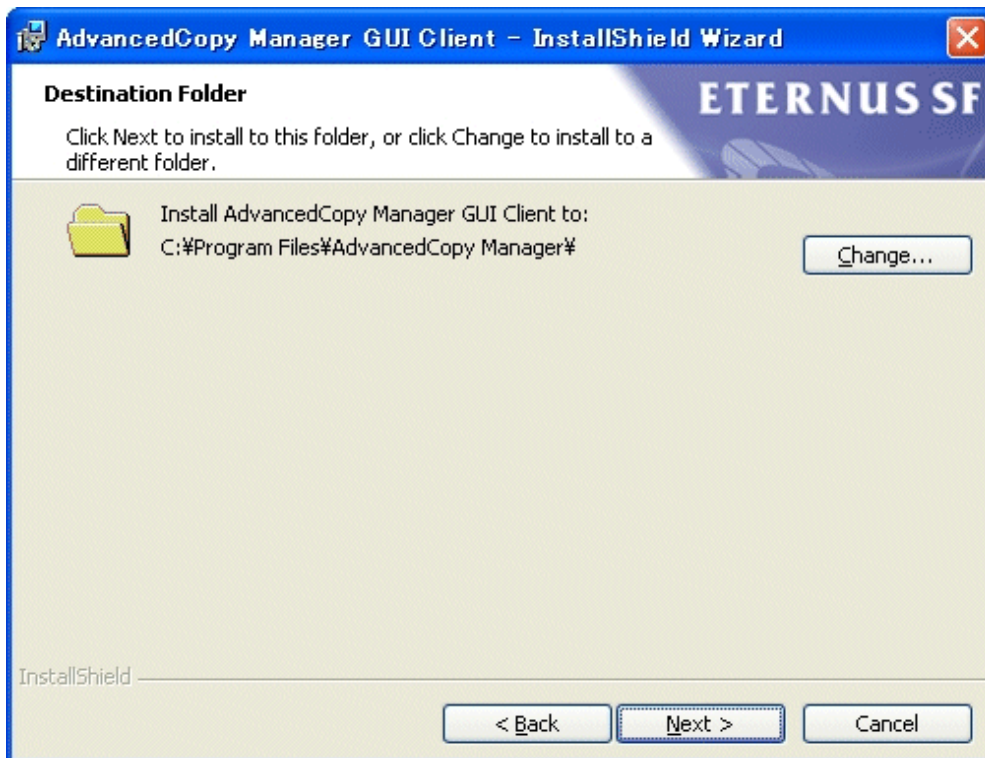 AdvancedCopy Manager GUI Client - InstallShield Wizard
Destination Folder
ETERNUS SF
Click Next to install to this folder, or click Change to install to a
different folder.
Install AdvancedCopy Manager GUI Client to:
C:¥Program Files¥AdvancedCopy Manager¥
Change...
InstallShield
< Back
Next >
Cancel